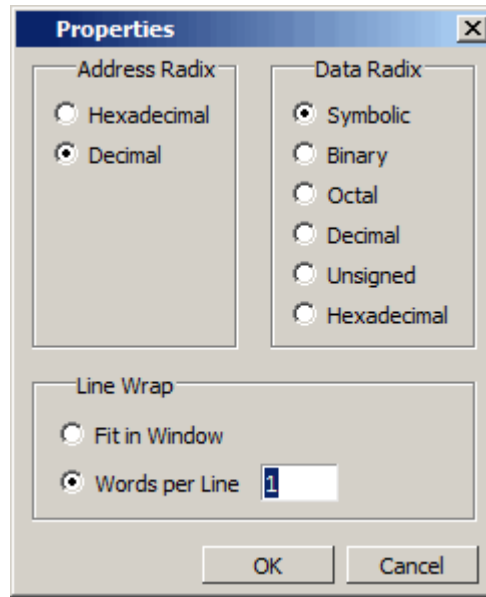 Properties
Address Radix
Hexadecimal
Decimal
Data Radix
Symbolic
Binary
Octal
Decimal
Unsigned
Hexadecimal
Line Wrap
Fit in Window
Words per Line 1
OK Cancel